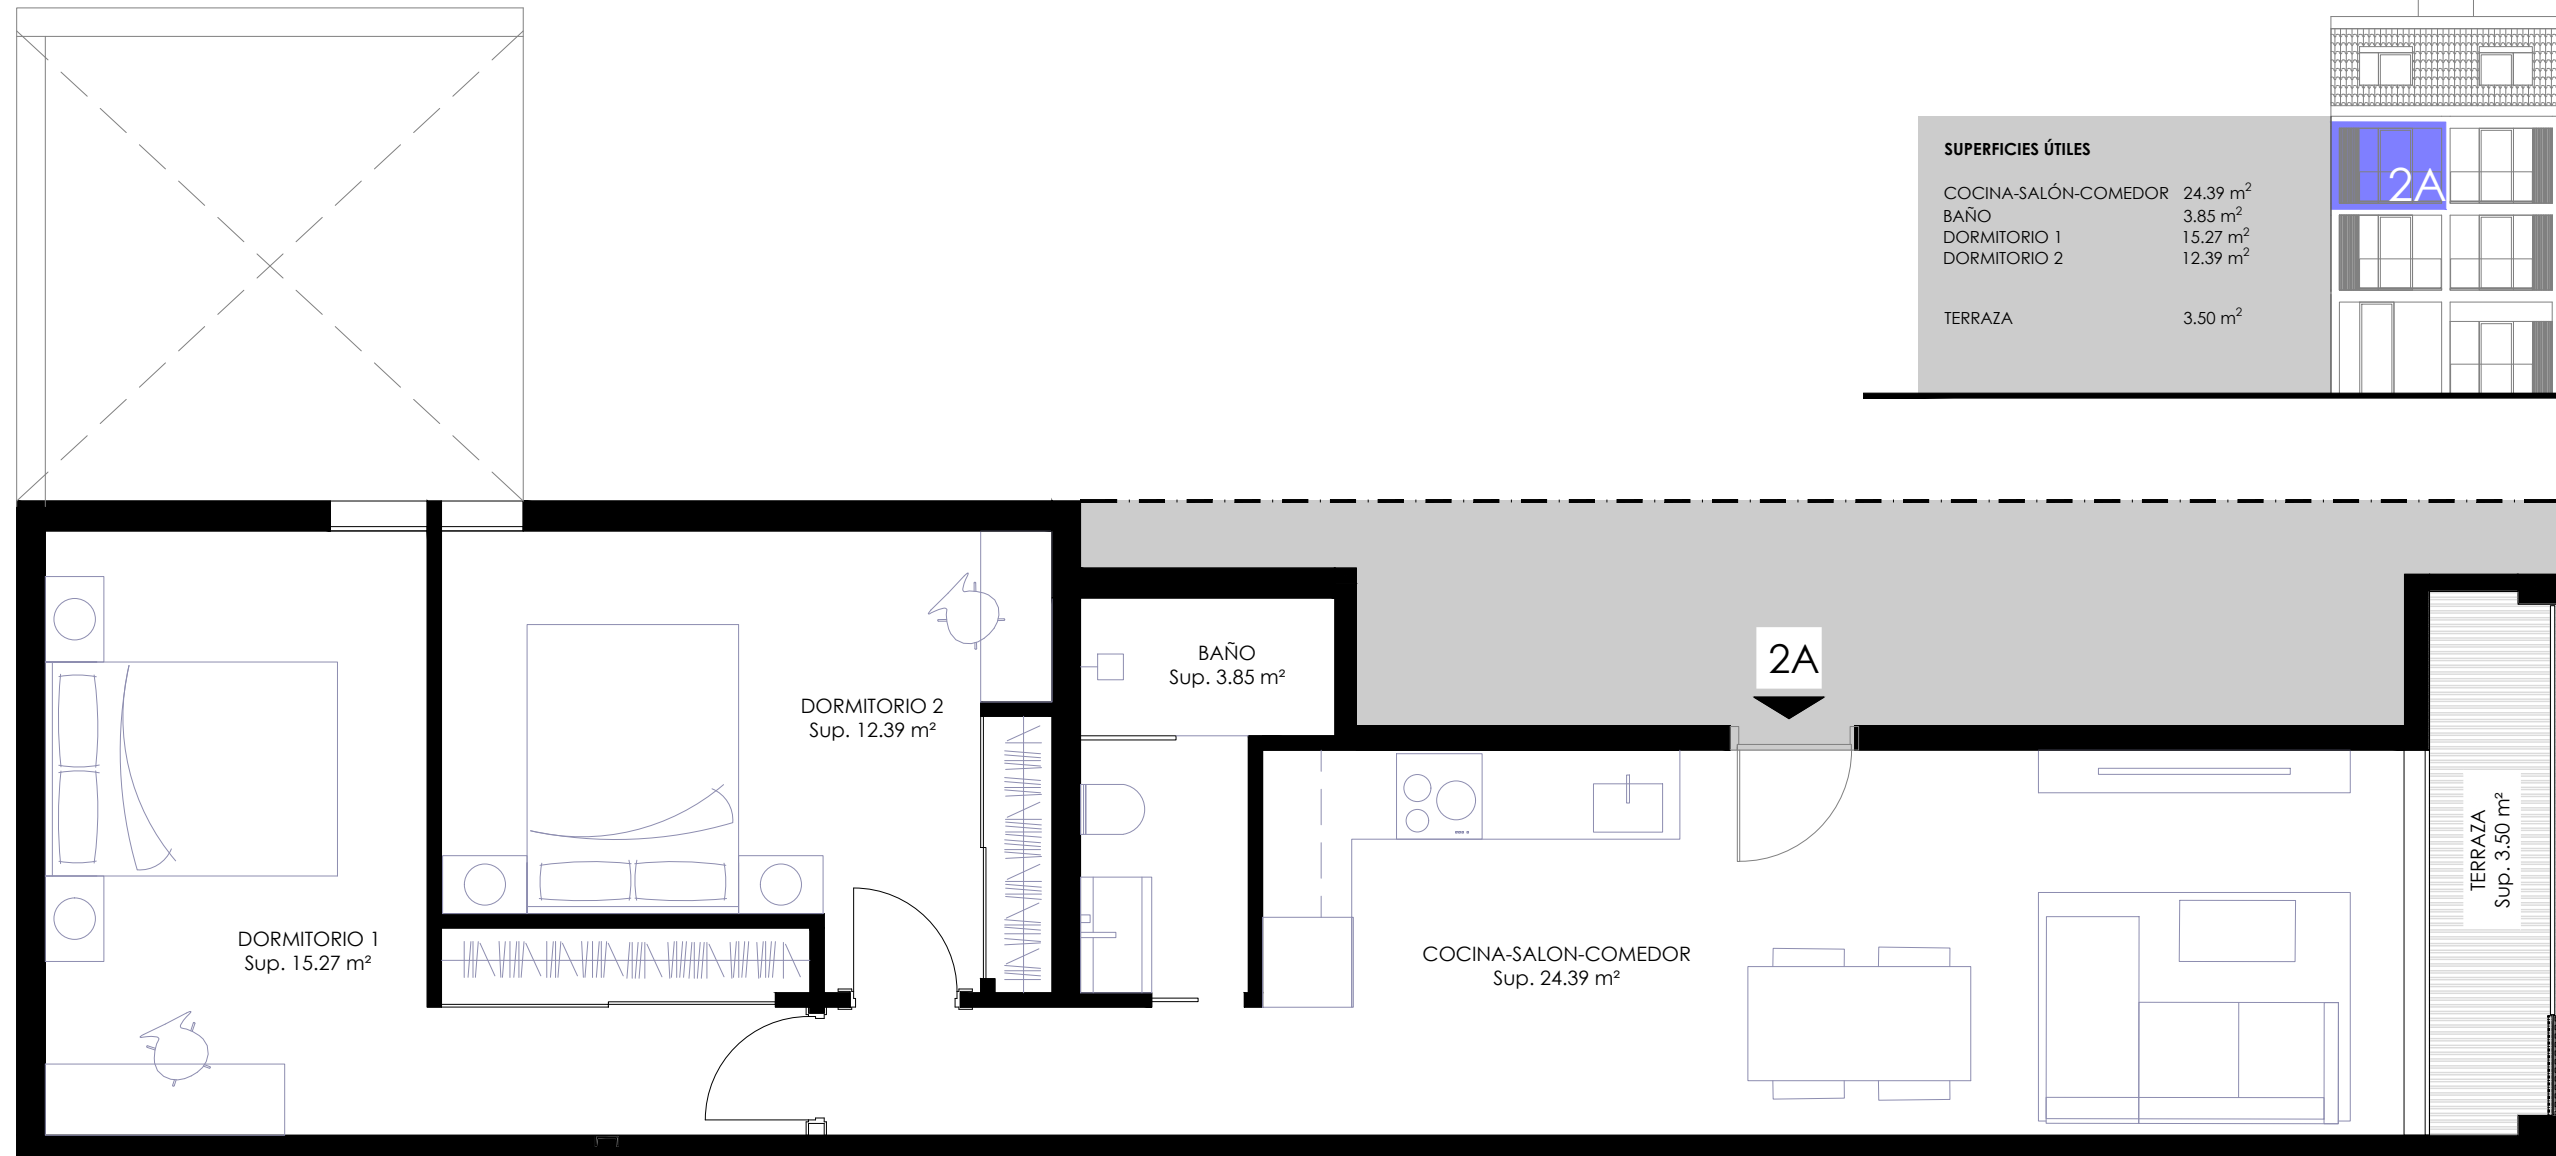 SUPERFICIES ÚTILES
COCINA-SALÓN-COMEDOR 24.39 m²
BAÑO 3.85 m²
DORMITORIO 1 15.27 m²
DORMITORIO 2 12.39 m²
TERRAZA 3.50 m²
2A
2A
BAÑO
Sup. 3.85 m²
DORMITORIO 2
Sup. 12.39 m²
TERRAZA
Sup. 3.50 m²
DORMITORIO 1
Sup. 15.27 m²
COCINA-SALON-COMEDOR
Sup. 24.39 m²